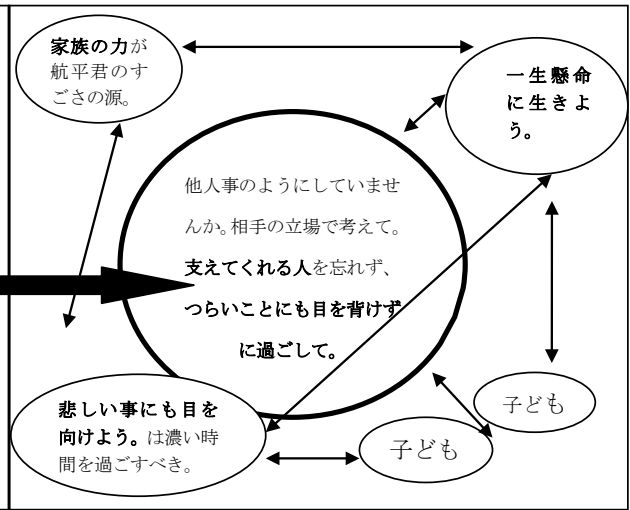 家族の力が
航平君のす
ごさの源。
一生懸命
に生きよ
う。
他人事のようにしていませ
んか。相手の立場で考えて。
支えてくれる人を忘れず、
つらいことにも目を背けず
に過ごして。
悲しい事にも目を
向けよう。は濃い時
間を過ごすべき。
子ども
子ども